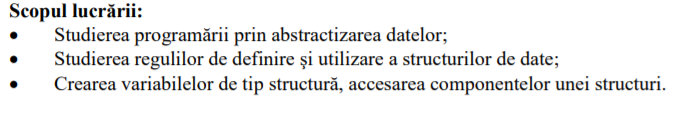 Scopul lucrării:
• Studierea programării prin abstractizarea datelor;
• Studierea regulilor de definire şi utilizare a structurilor de date;
• Crearea variabilelor de tip structură, accesarea componentelor unei structuri.